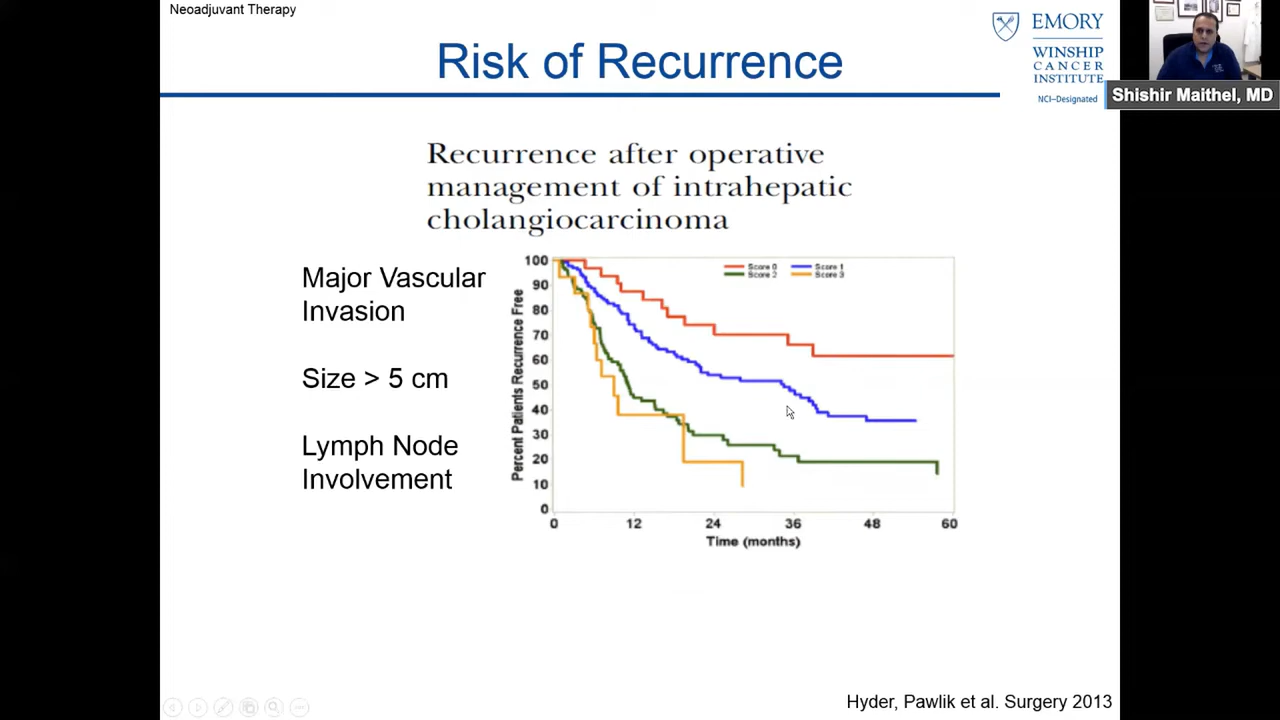 Neoadjuvant Therapy
Risk of Recurrence
EMORY
WINSHIP
CANCER
INSTITUTE
NCI–Designated
Shishir Maithel, MD
Recurrence after operative
management of intrahepatic
cholangiocarcinoma
Major Vascular
Invasion
Size > 5 cm
Lymph Node
Involvement
Percent Patients Recurrence Free
100
90
80
70
60
50
40
30
20
10
0
Score 0
Score 1
Score 2
Score 3
0 12 24 36 48 60
Time (months)
Hyder, Pawlik et al. Surgery 2013